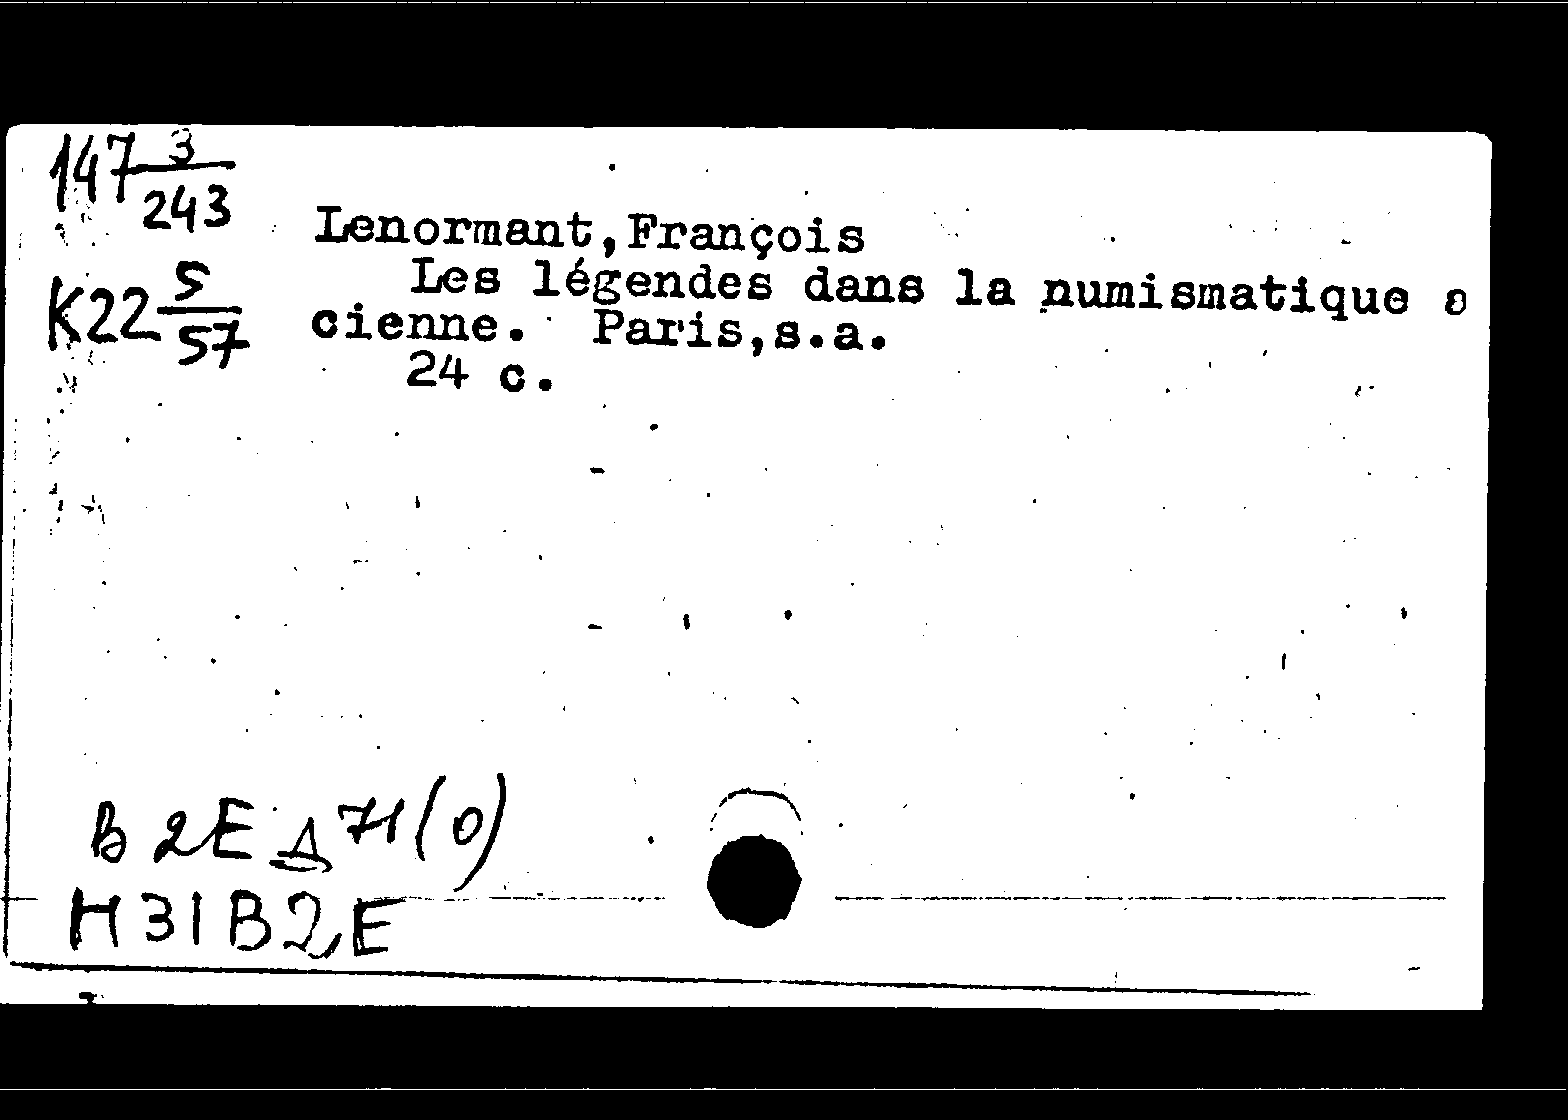 147 3/243
Lenormant,François
K22 5/57
Les légendes dans la numismatique
cienne. Paris,s.a.
24 c.
H31B2E